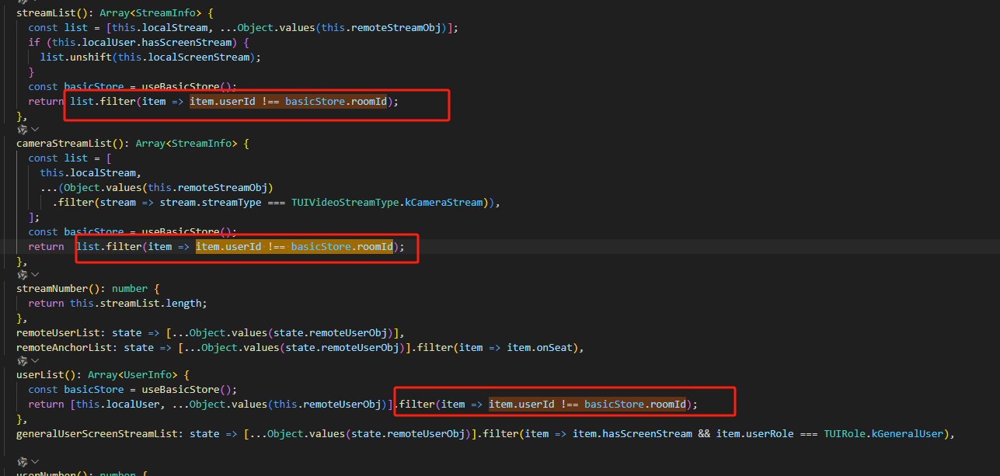 streamList(): Array<StreamInfo> {
const list = [this.localStream, ...Object.values(this.remoteStreamObj)];
if (this.localUser.hasScreenStream) {
list.unshift(this.localScreenStream);
}
const basicStore = useBasicStore();
return list.filter(item => item.userId !== basicStore.roomId);
},
cameraStreamList(): Array<StreamInfo> {
const list = [
this.localStream,
...(Object.values(this.remoteStreamObj)
.filter(stream => stream.streamType === TUIVideoStreamType.kCameraStream)),
];
const basicStore = useBasicStore();
return list.filter(item => item.userId !== basicStore.roomId);
},
streamNumber(): number {
return this.streamList.length;
},
remoteUserList: state => [...Object.values(state.remoteUserObj)],
remoteAnchorList: state => [...Object.values(state.remoteUserObj)].filter(item => item.onSeat),
userList(): Array<UserInfo> {
const basicStore = useBasicStore();
return [this.localUser, ...Object.values(this.remoteUserObj)].filter(item => item.userId !== basicStore.roomId);
},
generalUserScreenStreamList: state => [...Object.values(state.remoteUserObj)].filter(item => item.hasScreenStream && item.userRole === TUIRole.kGeneralUser),
userNumber(): number {